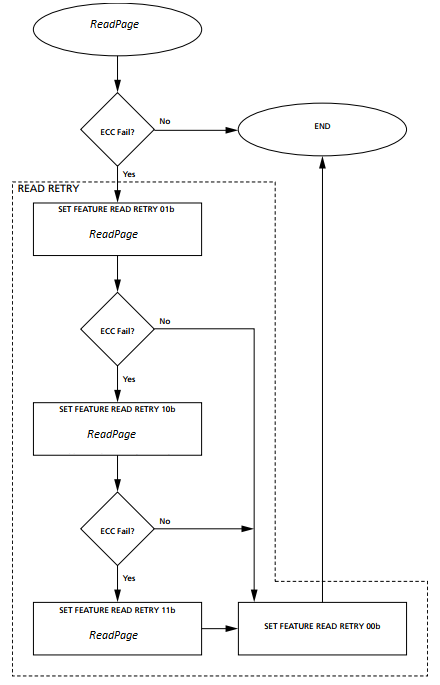 ReadPage
ECC Fail?
No
END
Yes
READ RETRY
SET FEATURE READ RETRY 01b
ReadPage
ECC Fail?
No
Yes
SET FEATURE READ RETRY 10b
ReadPage
ECC Fail?
No
Yes
SET FEATURE READ RETRY 11b
ReadPage
SET FEATURE READ RETRY 00b